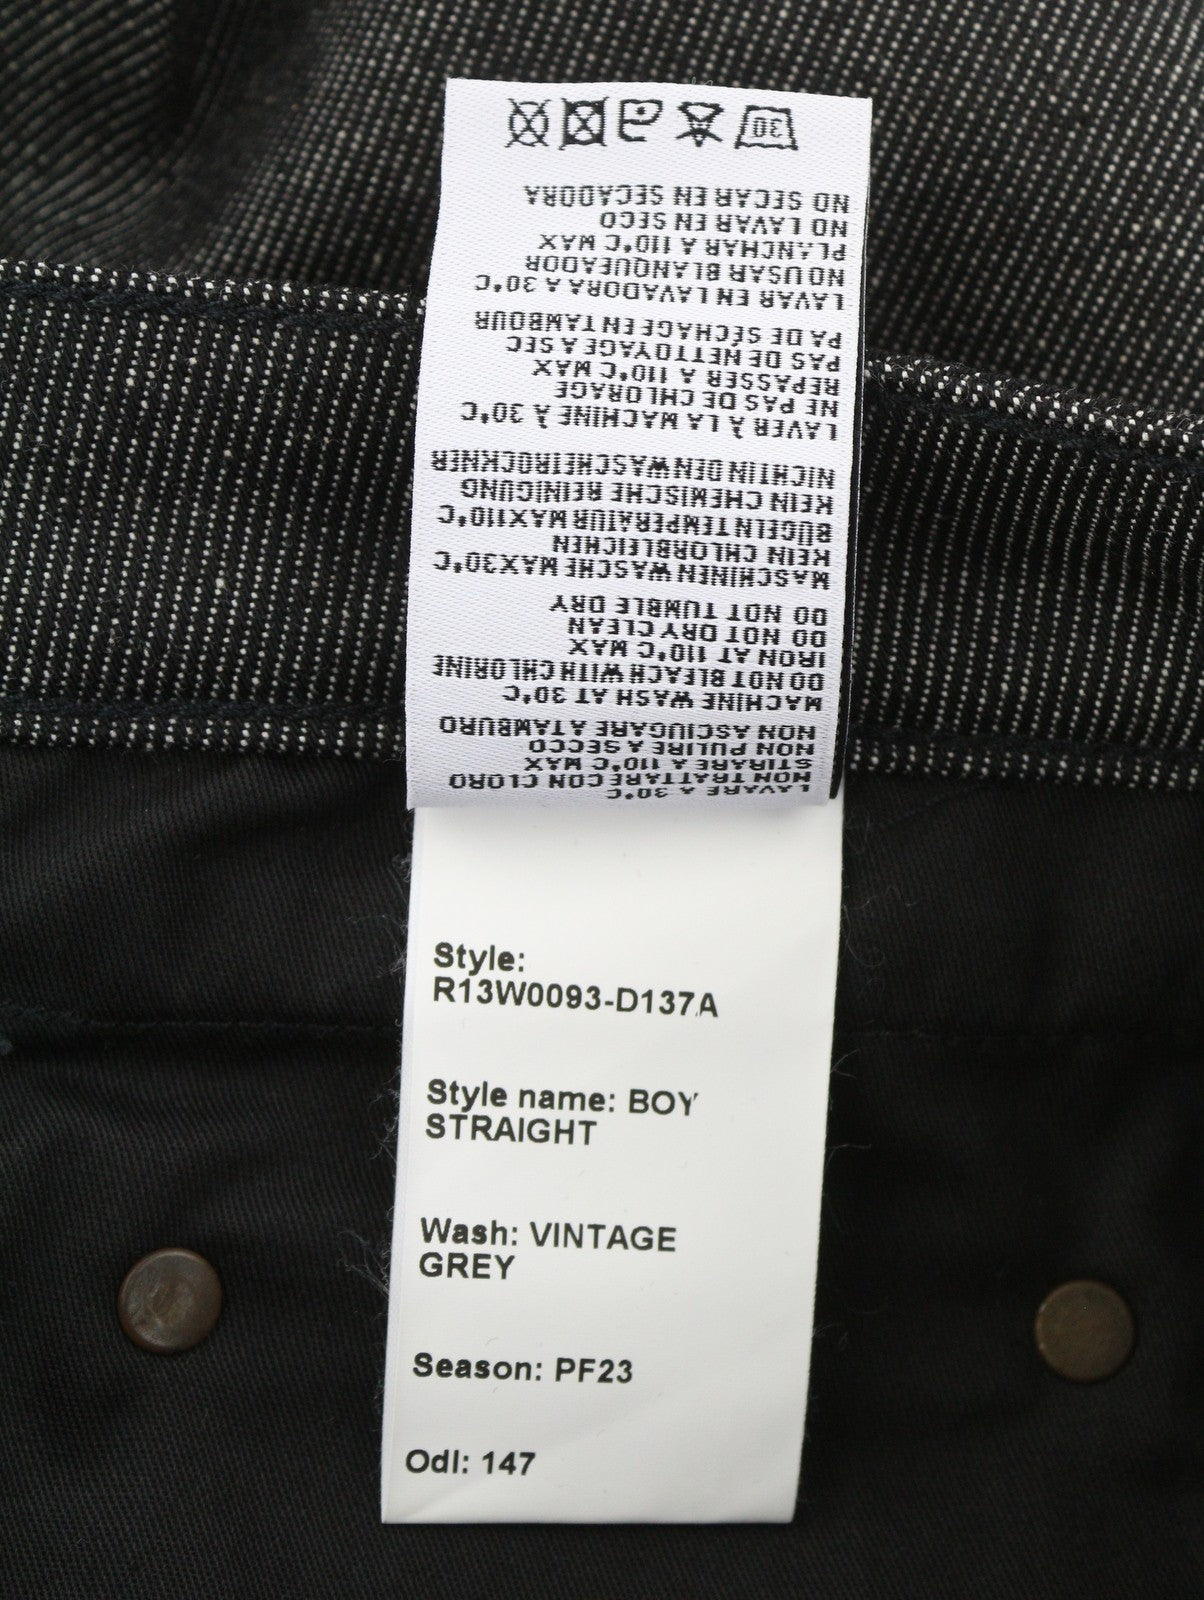 LAVARE A 30°C
NON TRATTARE CON CLORO
STIRARE A 110°C MAX
NON PULIRE A SECCO
NON ASCIUGARE A TAMBURO
MACHINE WASH AT 30°C
DO NOT BLEACH WITH CHLORINE
IRON AT 110°C MAX
DO NOT DRY CLEAN
DO NOT TUMBLE DRY
MASCHINEN WASCHE MAX30°C
KEIN CHLORBLEICHEN
BÜGELN TEMPERATUR MAX110°C
KEIN CHEMISCHE REINIGUNG
NICHT IN DEN WASCHEIROCKNER
LAVER À LA MACHINE À 30°C
NE PAS DE CHLORAGE
REPASSER A 110°C MAX
PAS DE NETTOYAGE A SEC
PA DE SÉCHAGE EN TAMBOUR
LAVAR EN LAVADORA A 30°C
NO USAR BLANQUEADOR
PLANCHAR A 110°C MAX
NO LAVAR EN SECO
NO SECAR EN SECADORA
30
Style:
R13W0093-D137A
Style name: BOY
STRAIGHT
Wash: VINTAGE
GREY
Season: PF23
Odl: 147